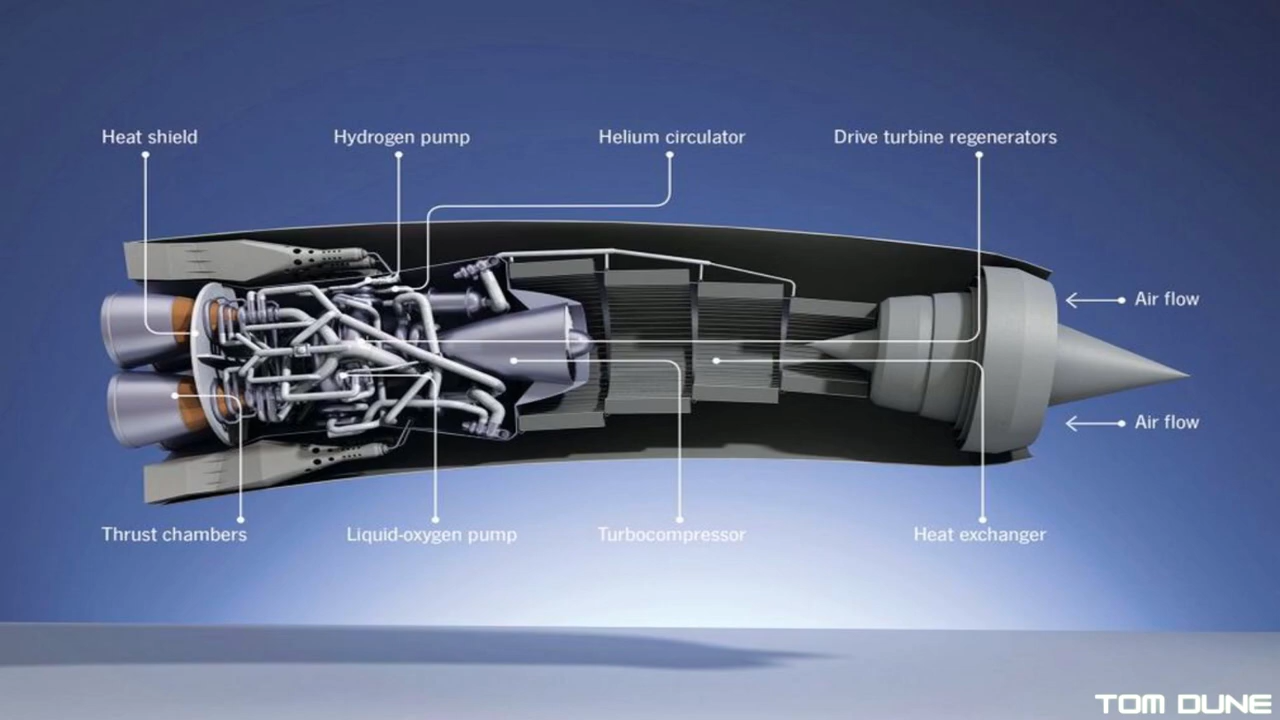 Heat shield
Hydrogen pump
Helium circulator
Drive turbine regenerators
Air flow
Air flow
Thrust chambers
Liquid-oxygen pump
Turbocompressor
Heat exchanger
TOM DUNE